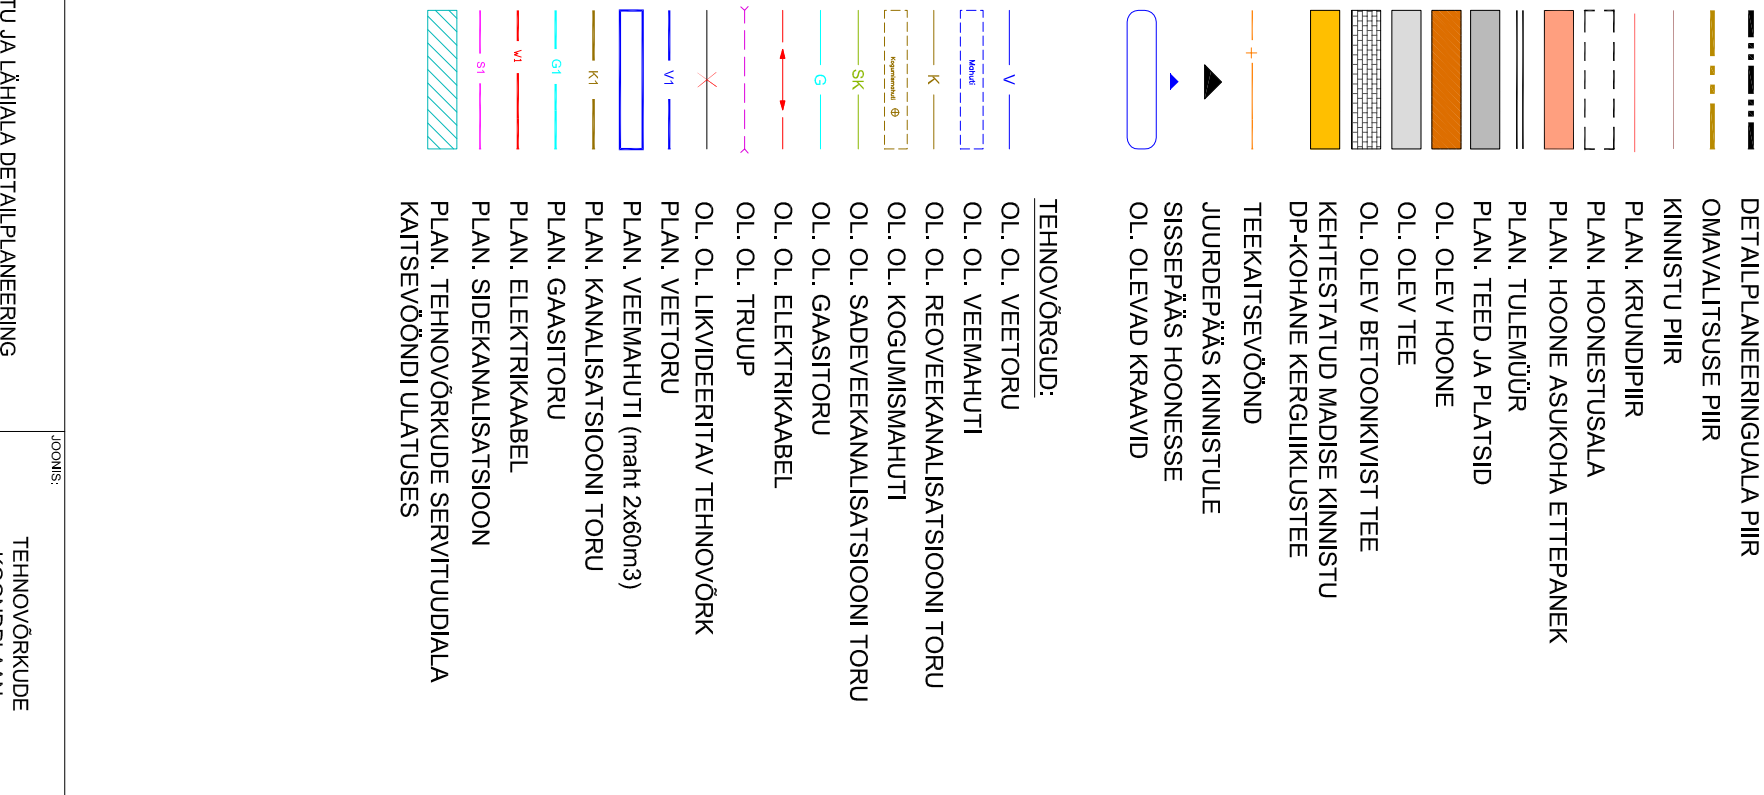 DETAILPLANEERINGUALA PIIR
OMAVALITSUSE PIIR
KINNISTU PIIR
PLAN. KRUNDIPIIR
PLAN. HOONESTUSALA
PLAN. HOONE ASUKOHA ETTEPANEK
PLAN. TULEMÜÜR
PLAN. TEED JA PLATSID
OL. OLEV HOONE
OL. OLEV TEE
OL. OLEV BETOONKIVIST TEE
KEHTESTATUD MADISE KINNISTU
DP-KOHANE KERGLIIKLUSTEE
TEEKAITSEVÖÖND
JUURDEPÄÄS KINNISTULE
SISSEPÄÄS HOONESSE
OL. OLEVAD KRAAVID
TEHNOVÕRGUD:
V OL. OL. VEETORU
Mahuti OL. OL. VEEMAHUTI
K OL. OL. REOVEEKANALISATSIOONI TORU
Kogumismahuti OL. OL. KOGUMISMAHUTI
SK OL. OL. SADEVEEKANALISATSIOONI TORU
G OL. OL. GAASITORU
OL. OL. ELEKTRIKAABEL
OL. OL. TRUUP
OL. OL. LIKVIDEERITAV TEHNOVÕRK
V1 PLAN. VEETORU
PLAN. VEEMAHUTI (maht 2x60m3)
K1 PLAN. KANALISATSIOONI TORU
G1 PLAN. GAASITORU
W1 PLAN. ELEKTRIKAABEL
S1 PLAN. SIDEKANALISATSIOON
PLAN. TEHNOVÕRKUDE SERVITUUDIALA
KAITSEVÖÖNDI ULATUSES
TU JA LÄHIALA DETAILPLANEERING
JOONIS:
TEHNOVÕRKUDE